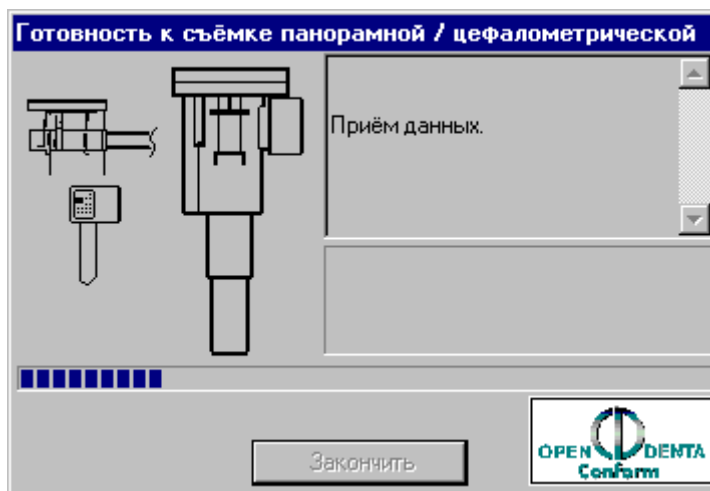 Готовность к съёмке панорамной / цефалометрической
Приём данных.
Закончить
OPEN DENTA
Conform